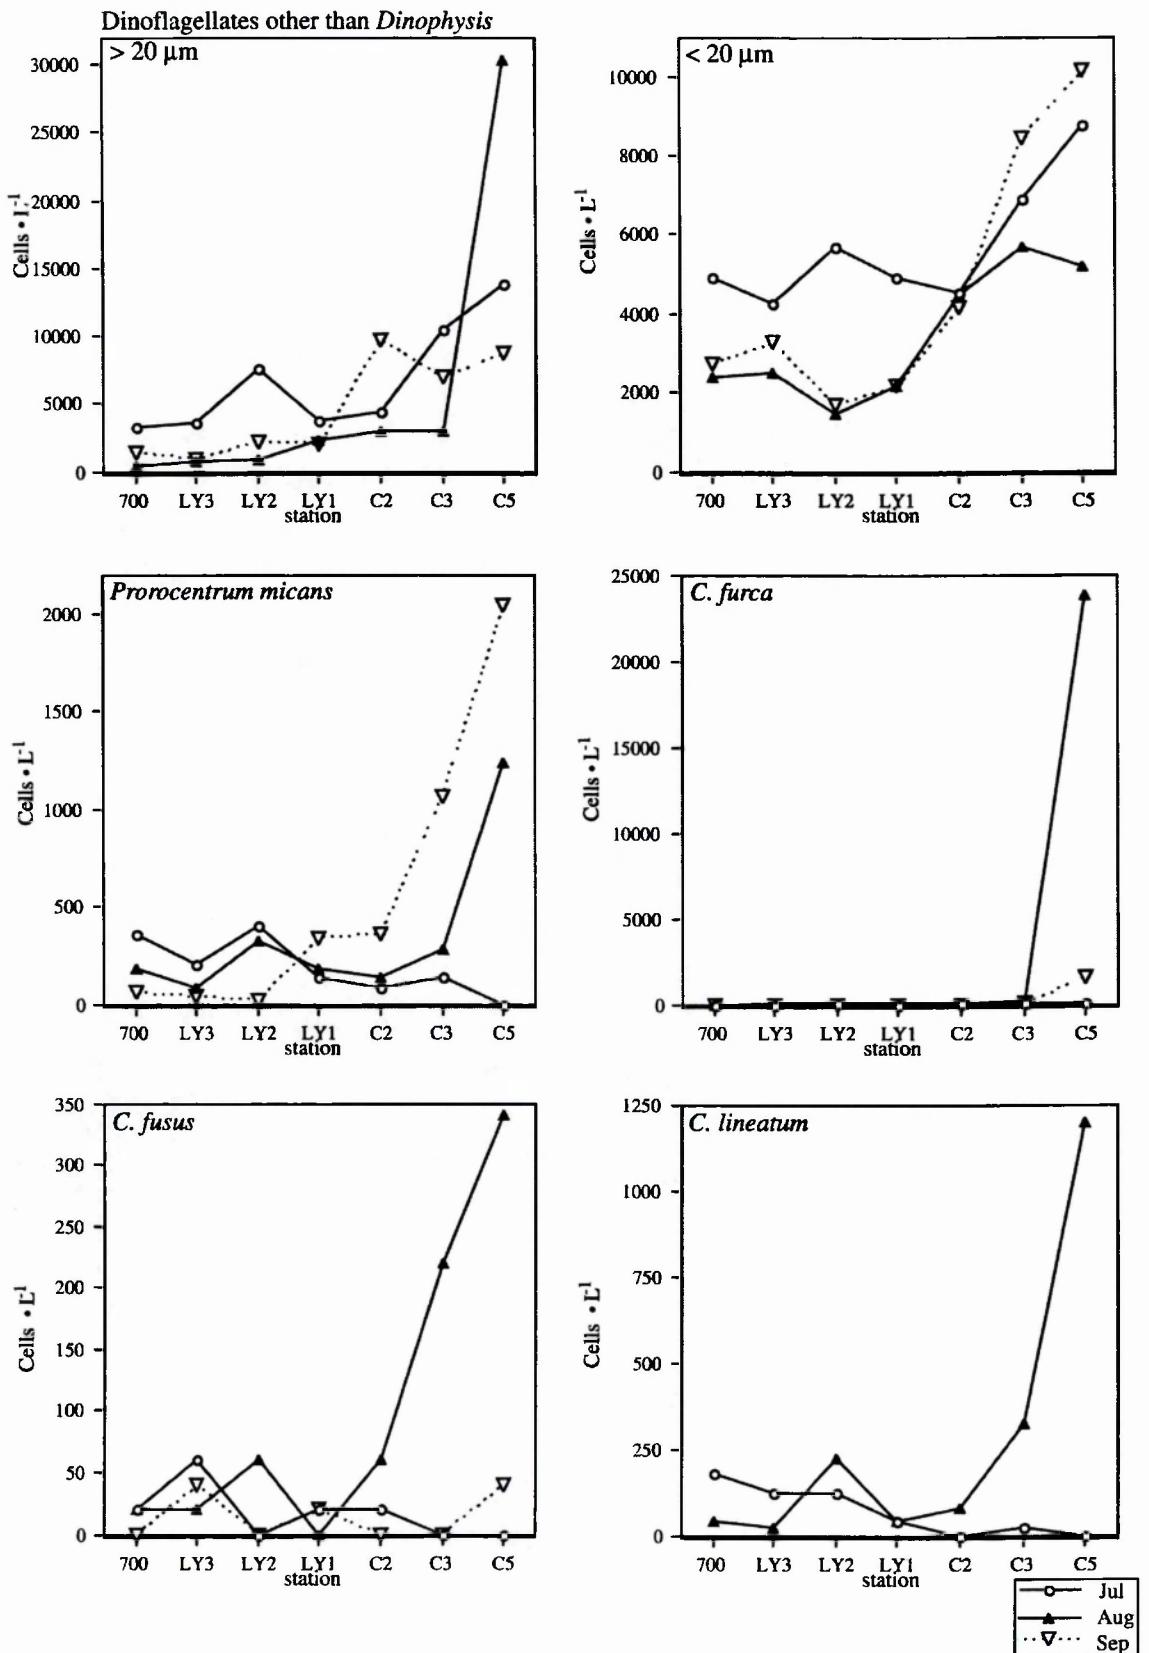 Dinoflagellates other than Dinophysis
> 20 µm
30000
25000
20000
15000
10000
5000
0
Cells • L-1
700 LY3 LY2 LY1 C2 C3 C5
station
< 20 µm
10000
8000
6000
4000
2000
0
Cells • L-1
700 LY3 LY2 LY1 C2 C3 C5
station
Prorocentrum micans
2000
1500
1000
500
0
Cells • L-1
700 LY3 LY2 LY1 C2 C3 C5
station
C. furca
25000
20000
15000
10000
5000
0
Cells • L-1
700 LY3 LY2 LY1 C2 C3 C5
station
C. fusus
350
300
250
200
150
100
50
0
Cells • L-1
700 LY3 LY2 LY1 C2 C3 C5
station
C. lineatum
1250
1000
750
500
250
0
Cells • L-1
700 LY3 LY2 LY1 C2 C3 C5
station
Jul
Aug
Sep